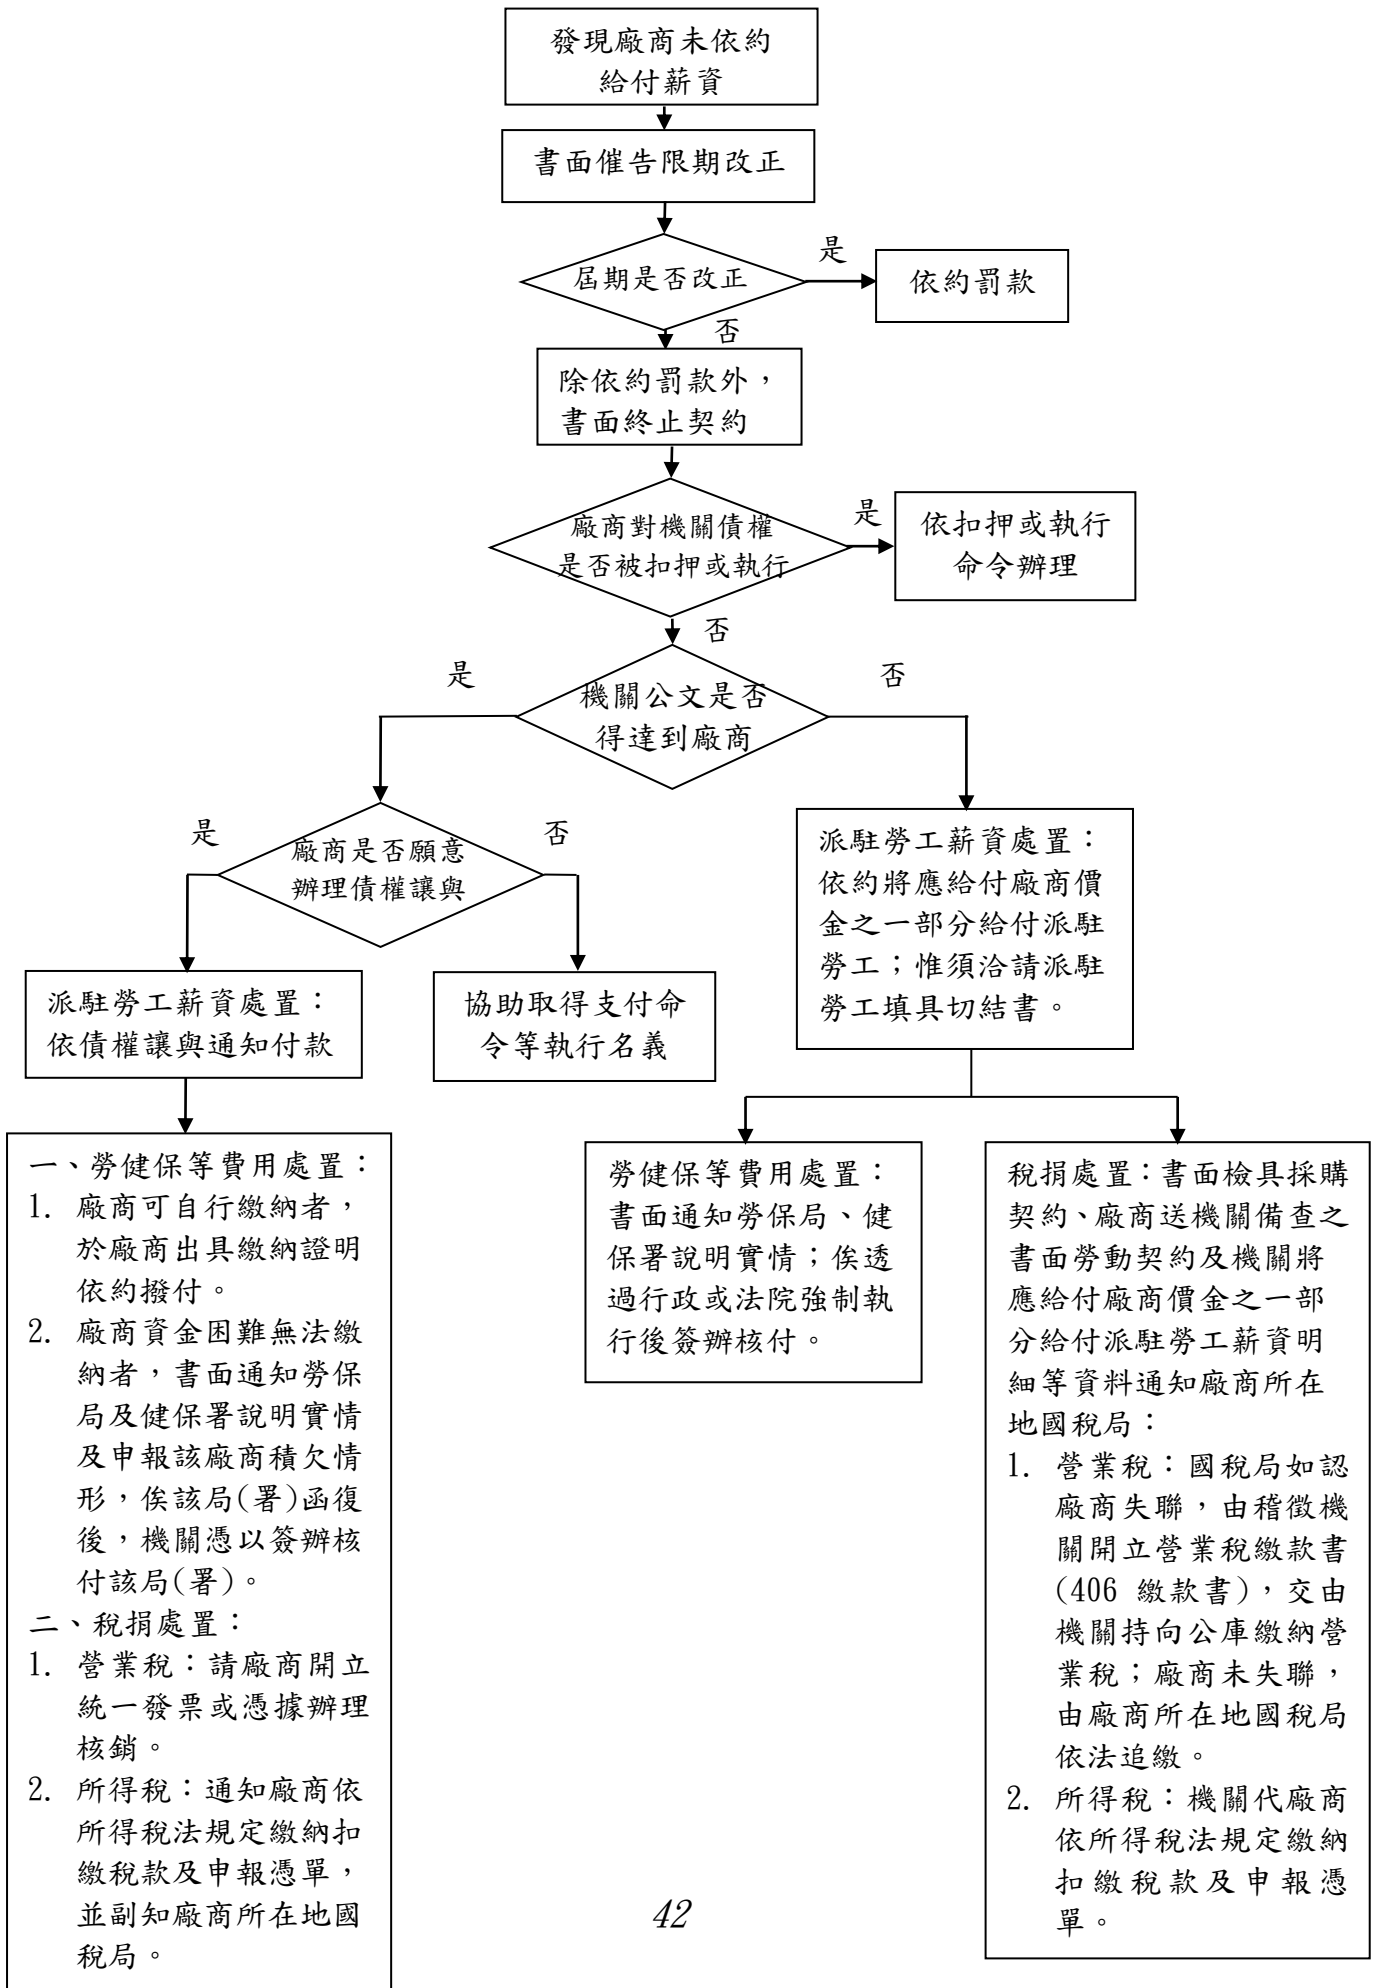 發現廠商未依約
給付薪資
書面催告限期改正
屆期是否改正
是
依約罰款
否
除依約罰款外，
書面終止契約
廠商對機關債權
是否被扣押或執行
是
依扣押或執行
命令辦理
否
機關公文是否
得達到廠商
是
否
廠商是否願意
辦理債權讓與
是
否
派駐勞工薪資處置：
依債權讓與通知付款
協助取得支付命
令等執行名義
派駐勞工薪資處置：
依約將應給付廠商價
金之一部分給付派駐
勞工；惟須洽請派駐
勞工填具切結書。
一、勞健保等費用處置：
1. 廠商可自行繳納者，
於廠商出具繳納證明
依約撥付。
2. 廠商資金困難無法繳
納者，書面通知勞保
局及健保署說明實情
及申報該廠商積欠情
形，俟該局(署)函復
後，機關憑以簽辦核
付該局(署)。
二、稅捐處置：
1. 營業稅：請廠商開立
統一發票或憑據辦理
核銷。
2. 所得稅：通知廠商依
所得稅法規定繳納扣
繳稅款及申報憑單，
並副知廠商所在地國
稅局。
勞健保等費用處置：
書面通知勞保局、健
保署說明實情；俟透
過行政或法院強制執
行後簽辦核付。
稅捐處置：書面檢具採購
契約、廠商送機關備查之
書面勞動契約及機關將
應給付廠商價金之一部
分給付派駐勞工薪資明
細等資料通知廠商所在
地國稅局：
1. 營業稅：國稅局如認
廠商失聯，由稽徵機
關開立營業稅繳款書
(406 繳款書)，交由
機關持向公庫繳納營
業稅；廠商未失聯，
由廠商所在地國稅局
依法追繳。
2. 所得稅：機關代廠商
依所得稅法規定繳納
扣繳稅款及申報憑
單。
42